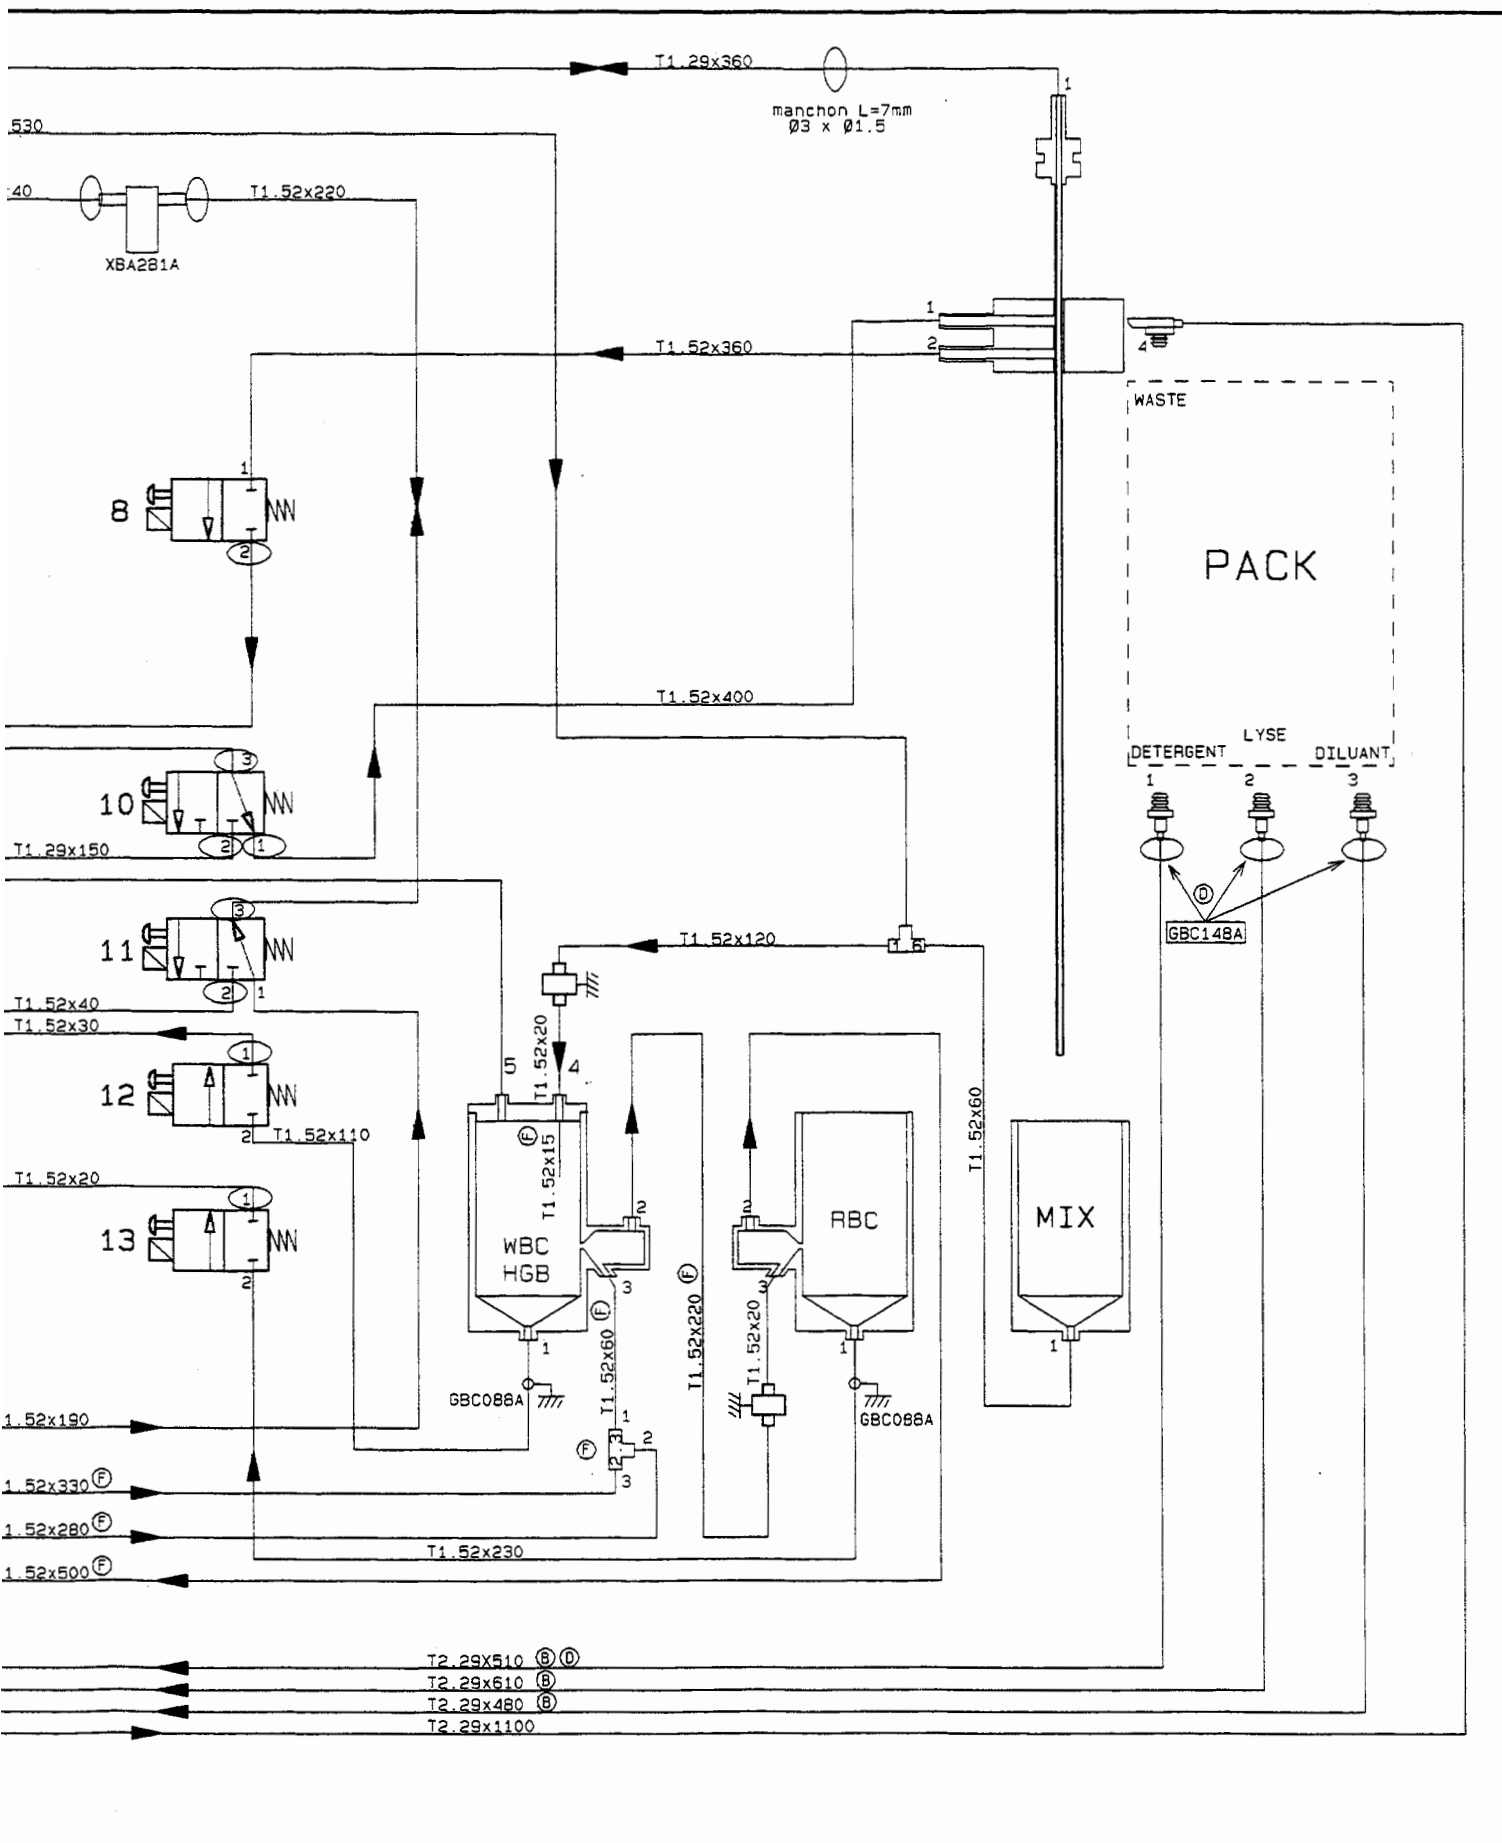 T1.29x360
1
manchon L=7mm
Ø3 x Ø1.5
.530
40
T1.52x220
XBA281A
1
2
T1.52x360
4
WASTE
PACK
1
8
2
T1.52x400
LYSE
DETERGENT
DILUANT
1
2
3
3
10
2
1
T1.29x150
D
GBC148A
3
11
2
1
T1.52x120
1
6
T1.52x40
T1.52x30
1
12
2
T1.52x110
T1.52x20
5
4
F
T1.52x15
T1.52x60
T1.52x20
1
13
2
2
2
WBC
HGB
RBC
MIX
3
F
F
3
T1.52x60
T1.52x220
T1.52x20
1
1
1
GBC088A
GBC088A
1.52x190
1
3
2
F
2
3
1.52x330 F
1.52x280 F
T1.52x230
1.52x500 F
T2.29X510 B D
T2.29x610 B
T2.29x480 B
T2.29x1100